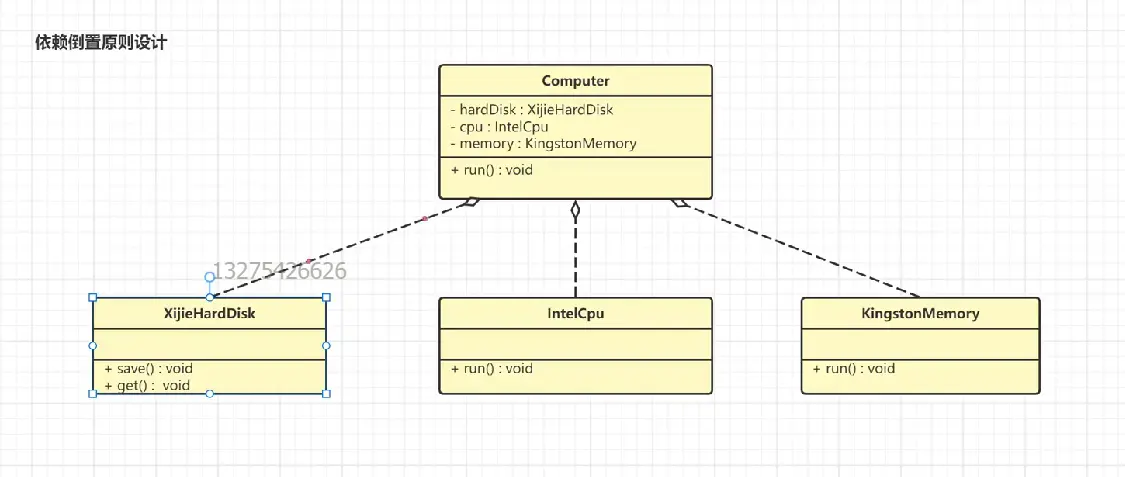 依赖倒置原则设计
Computer
- hardDisk : XijieHardDisk
- cpu : IntelCpu
- memory : KingstonMemory
+ run() : void
13275426626
XijieHardDisk
+ save() : void
+ get() :  void
IntelCpu
+ run() : void
KingstonMemory
+ run() : void